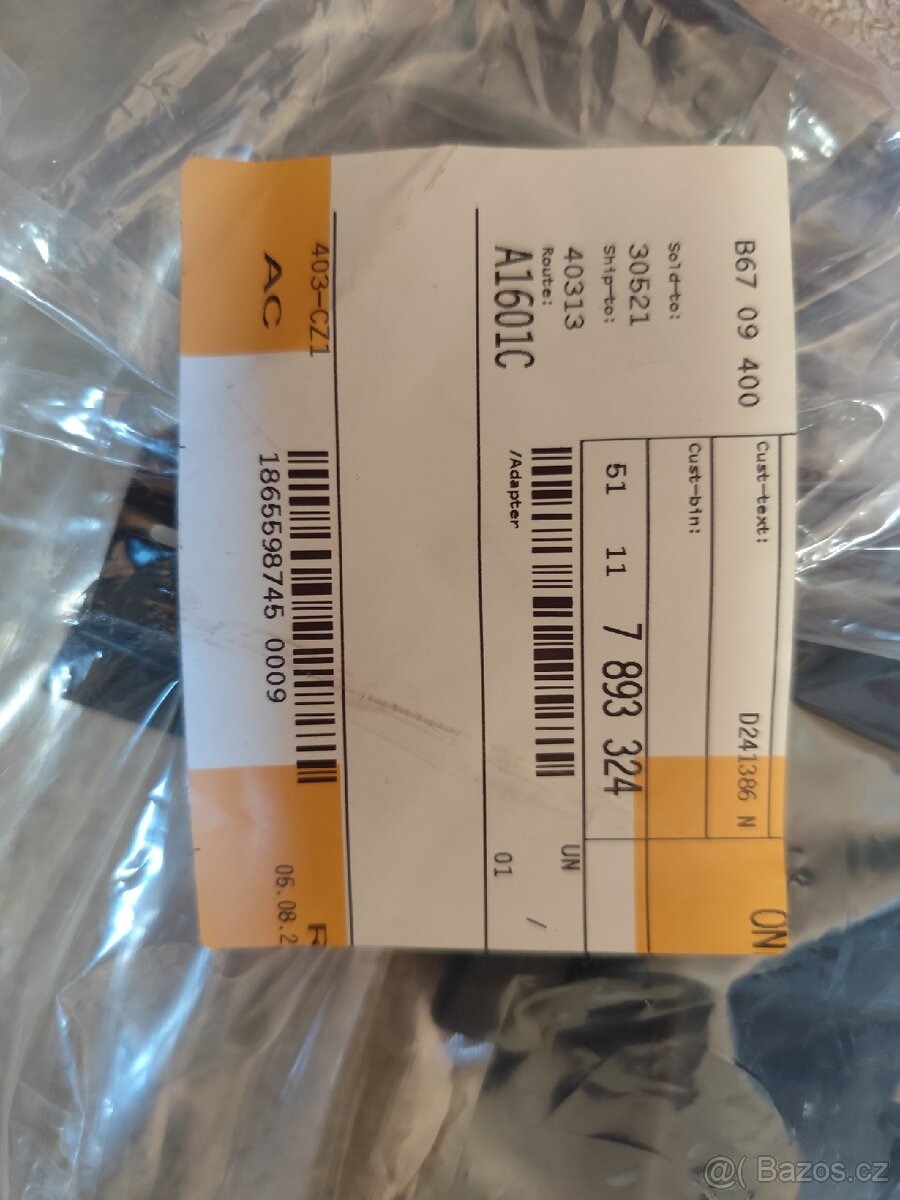 B67 09 400
Cust-text:
D241386 N
ON
Sold-to:
30521
Cust-bin:
Ship-to:
40313
51 11 7 893 324
Route:
A1601C
UN /
/Adapter
01
403-CZ1
AC
1865598745 0009
05.08.2
R
@( Bazos.cz